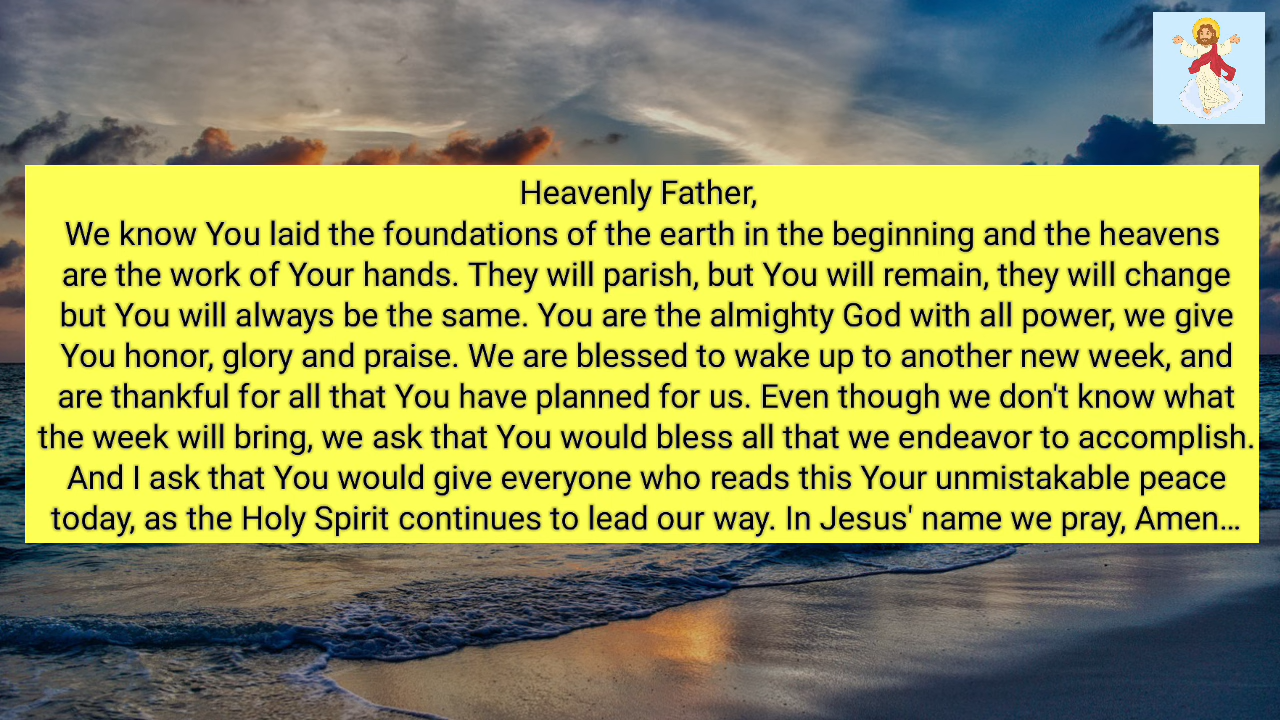 Heavenly Father,
We know You laid the foundations of the earth in the beginning and the heavens
are the work of Your hands. They will parish, but You will remain, they will change
but You will always be the same. You are the almighty God with all power, we give
You honor, glory and praise. We are blessed to wake up to another new week, and
are thankful for all that You have planned for us. Even though we don't know what
the week will bring, we ask that You would bless all that we endeavor to accomplish.
And I ask that You would give everyone who reads this Your unmistakable peace
today, as the Holy Spirit continues to lead our way. In Jesus' name we pray, Amen...